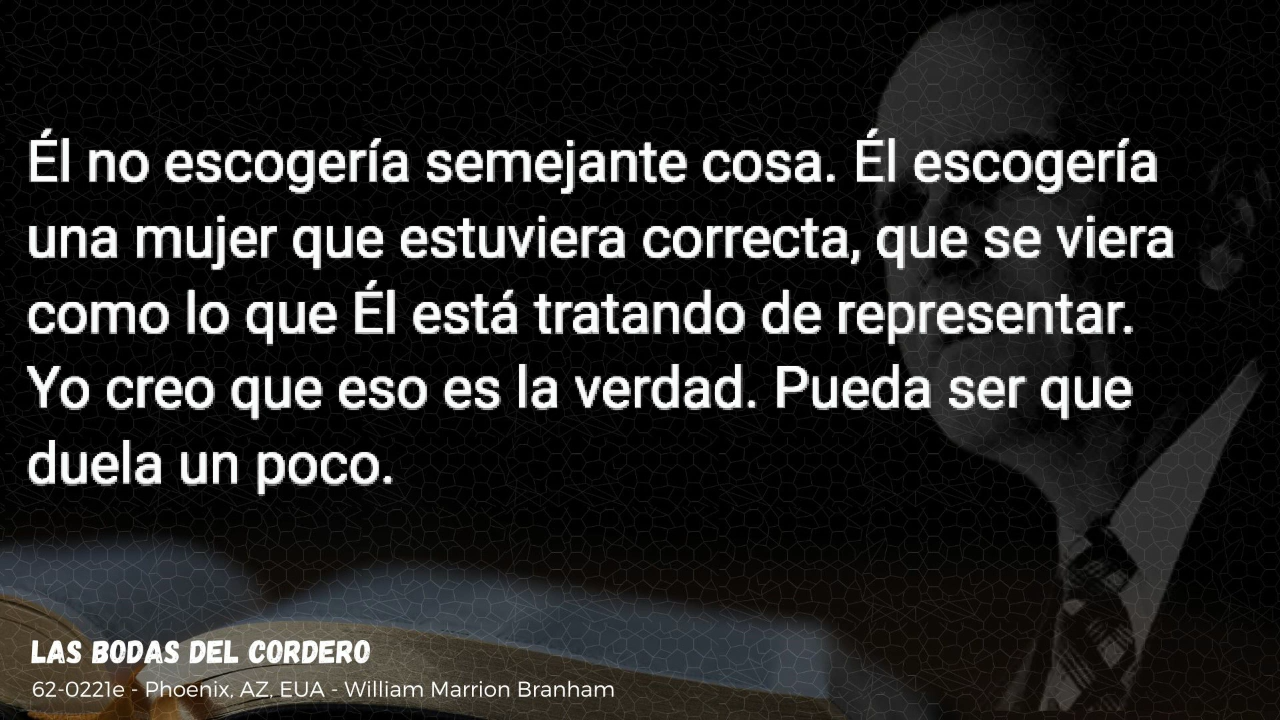 Él no escogería semejante cosa. Él escogería
una mujer que estuviera correcta, que se viera
como lo que Él está tratando de representar.
Yo creo que eso es la verdad. Pueda ser que
duela un poco.
LAS BODAS DEL CORDERO
62-0221e - Phoenix, AZ, EUA - William Marrion Branham